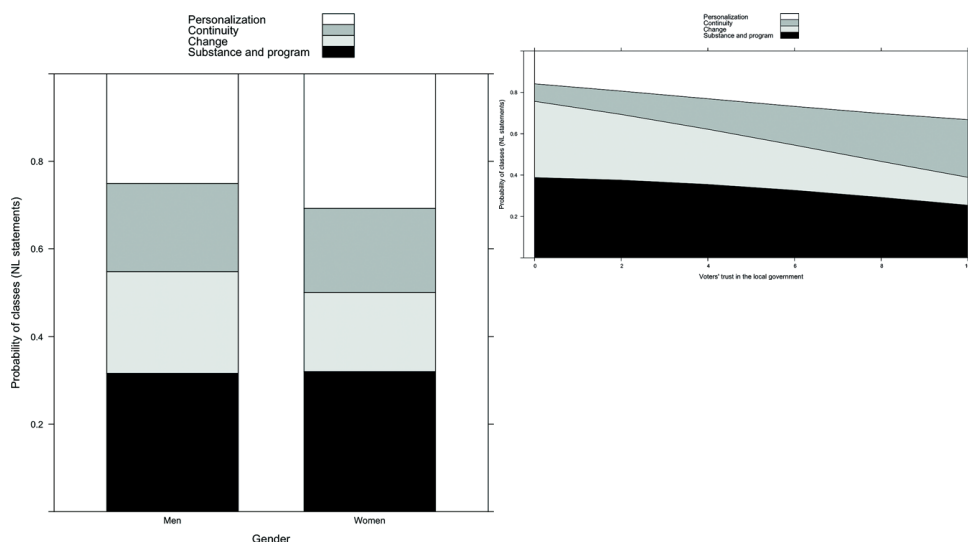 Personalization
Continuity
Change
Substance and program
0.8
0.6
0.4
0.2
Probability of classes (NL statements)
Men
Women
Gender
Personalization
Continuity
Change
Substance and program
0.8
0.6
0.4
0.2
Probability of classes (NL statements)
0
2
4
6
8
10
Voters' trust in the local government